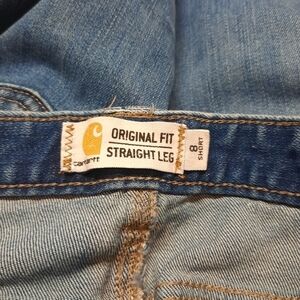 carhartt
ORIGINAL FIT
STRAIGHT LEG
8
SHORT